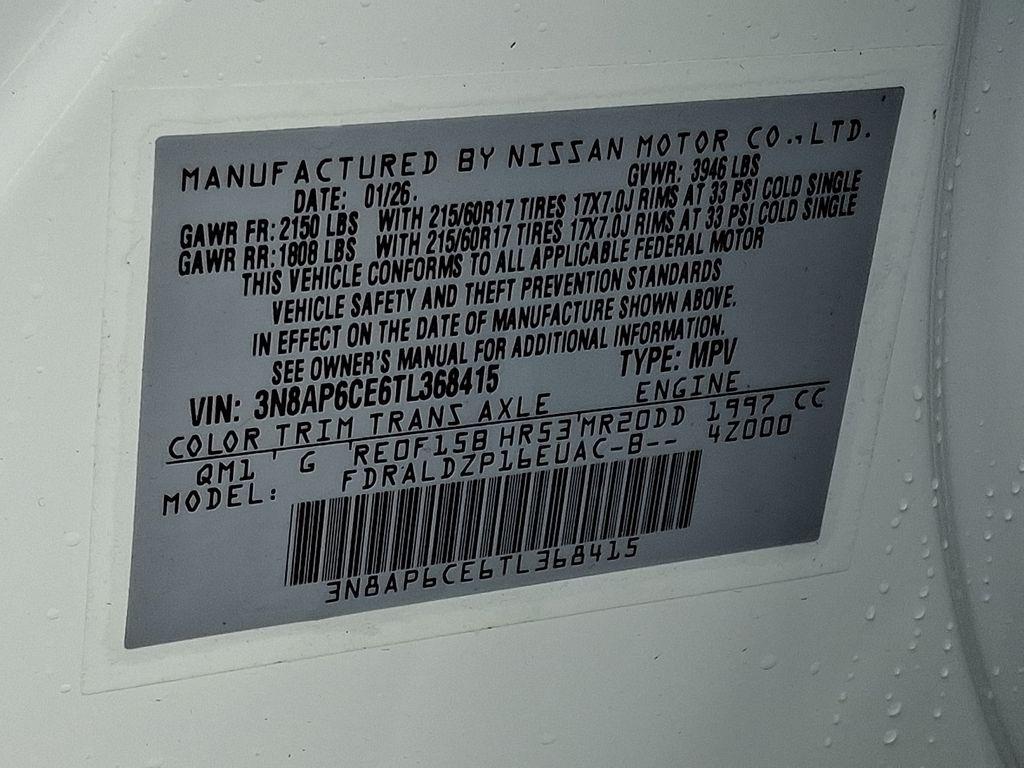 MANUFACTURED BY NISSAN MOTOR CO., LTD.
DATE: 01/26. GVWR: 3946 LBS
GAWR FR: 2150 LBS WITH 215/60R17 TIRES 17X7.0J RIMS AT 33 PSI COLD SINGLE
GAWR RR: 1808 LBS WITH 215/60R17 TIRES 17X7.0J RIMS AT 33 PSI COLD SINGLE
THIS VEHICLE CONFORMS TO ALL APPLICABLE FEDERAL MOTOR
VEHICLE SAFETY AND THEFT PREVENTION STANDARDS
IN EFFECT ON THE DATE OF MANUFACTURE SHOWN ABOVE.
SEE OWNER'S MANUAL FOR ADDITIONAL INFORMATION.
VIN: 3N8AP6CE6TL368415 TYPE: MPV
COLOR TRIM TRANS AXLE ENGINE
QM1 G RE0F15B HR53 MR20DD 1997 CC
MODEL: FDRALDZP16EUAC-B-- 4Z000
3N8AP6CE6TL368415